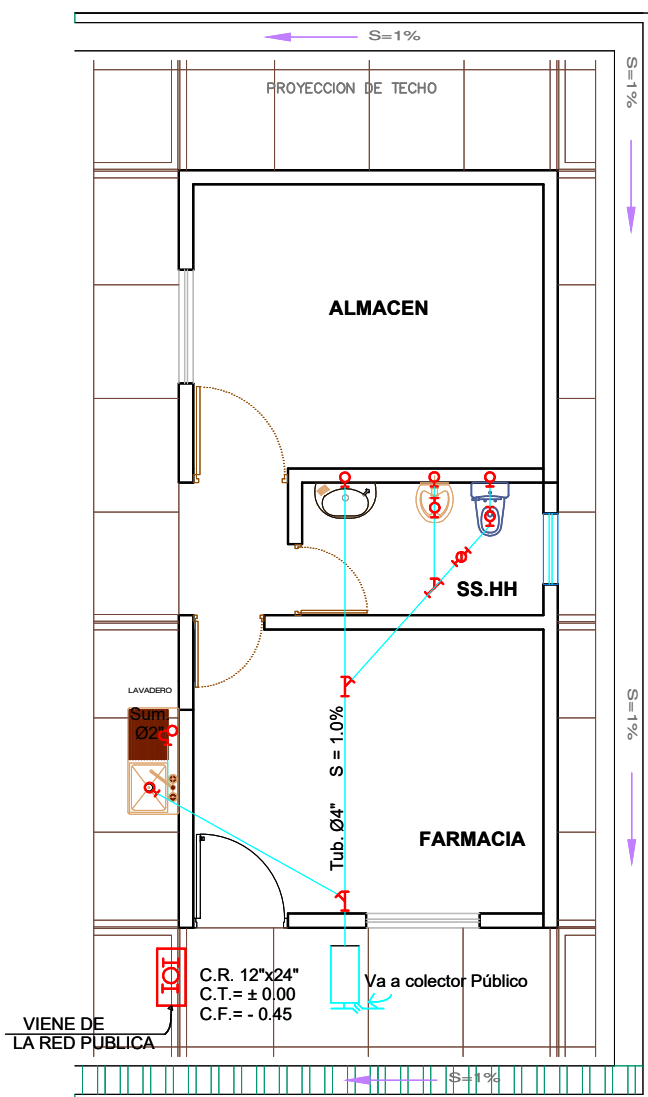 S=1%
S=1%
PROYECCION DE TECHO
ALMACEN
SS.HH
LAVADERO
Sum.
Ø2"
S=1%
Tub. Ø4" S = 1.0%
FARMACIA
C.R. 12"x24"
C.T.= ± 0.00
C.F.= - 0.45
Va a colector Público
VIENE DE
LA RED PUBLICA
S=1%